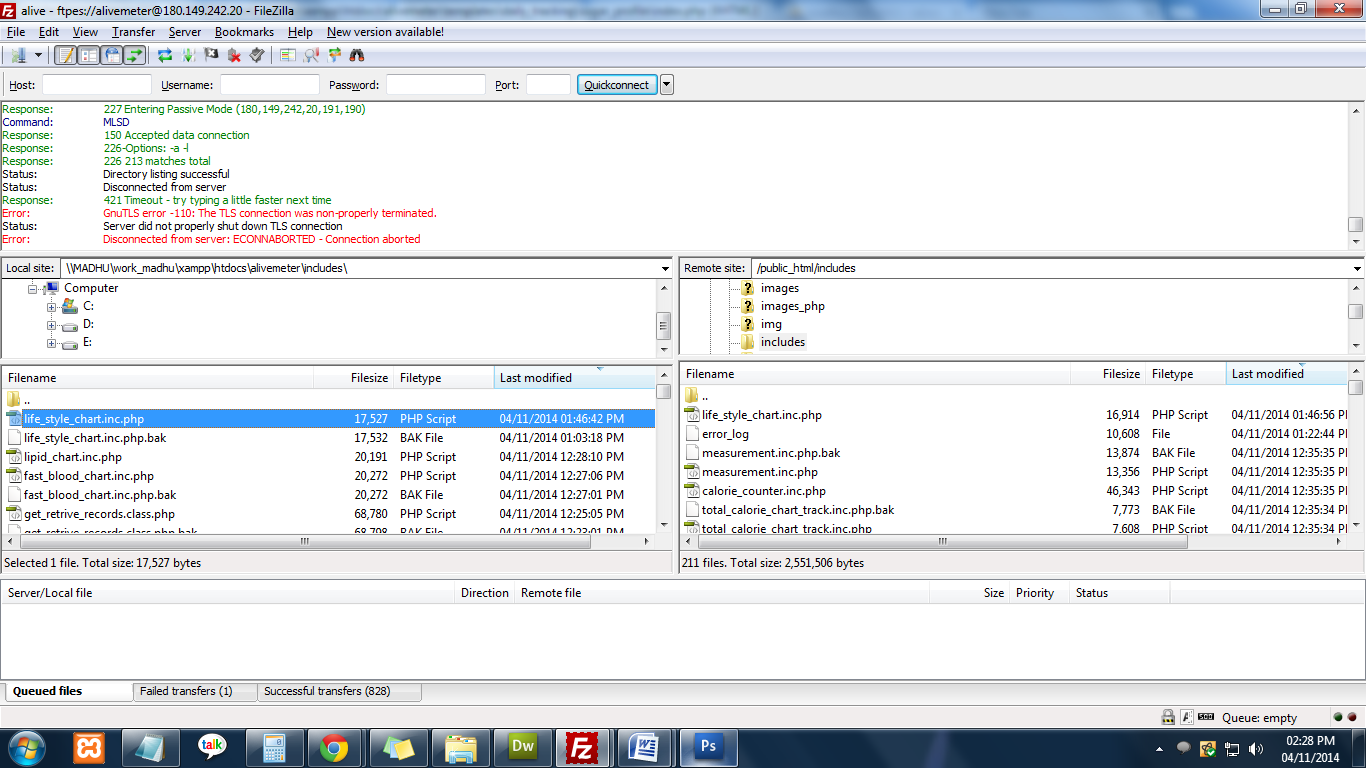 alive - ftpes://alivemeter@180.149.242.20 - FileZilla
File Edit View Transfer Server Bookmarks Help New version available!
Host: Username: Password: Port: Quickconnect
Response: 227 Entering Passive Mode (180,149,242,20,191,190)
Command: MLSD
Response: 150 Accepted data connection
Response: 226-Options: -a -l
Response: 226 213 matches total
Status: Directory listing successful
Status: Disconnected from server
Response: 421 Timeout - try typing a little faster next time
Error: GnuTLS error -110: The TLS connection was non-properly terminated.
Status: Server did not properly shut down TLS connection
Error: Disconnected from server: ECONNABORTED - Connection aborted
Local site: \\MADHU\work_madhu\xampp\htdocs\alivemeter\includes\
Computer
C:
D:
E:
Filename Filesize Filetype Last modified
..
life_style_chart.inc.php 17,527 PHP Script 04/11/2014 01:46:42 PM
life_style_chart.inc.php.bak 17,532 BAK File 04/11/2014 01:03:18 PM
lipid_chart.inc.php 20,191 PHP Script 04/11/2014 12:28:10 PM
fast_blood_chart.inc.php 20,272 PHP Script 04/11/2014 12:27:06 PM
fast_blood_chart.inc.php.bak 20,272 BAK File 04/11/2014 12:27:01 PM
get_retrive_records.class.php 68,780 PHP Script 04/11/2014 12:25:05 PM
get_retrive_records.class.php.bak 68,798 BAK File 04/11/2014 12:23:01 PM
Selected 1 file. Total size: 17,527 bytes
Remote site: /public_html/includes
images
images_php
img
includes
Filename Filesize Filetype Last modified
..
life_style_chart.inc.php 16,914 PHP Script 04/11/2014 01:46:56 P
error_log 10,608 File 04/11/2014 01:22:44 P
measurement.inc.php.bak 13,874 BAK File 04/11/2014 12:35:35 P
measurement.inc.php 13,356 PHP Script 04/11/2014 12:35:35 P
calorie_counter.inc.php 46,343 PHP Script 04/11/2014 12:35:35 P
total_calorie_chart_track.inc.php.bak 7,773 BAK File 04/11/2014 12:35:34 P
total_calorie_chart_track.inc.php 7,608 PHP Script 04/11/2014 12:35:34 P
211 files. Total size: 2,551,506 bytes
Server/Local file Direction Remote file Size Priority Status
Queued files Failed transfers (1) Successful transfers (828)
Queue: empty
talk Dw Fz W Ps
02:28 PM
04/11/2014